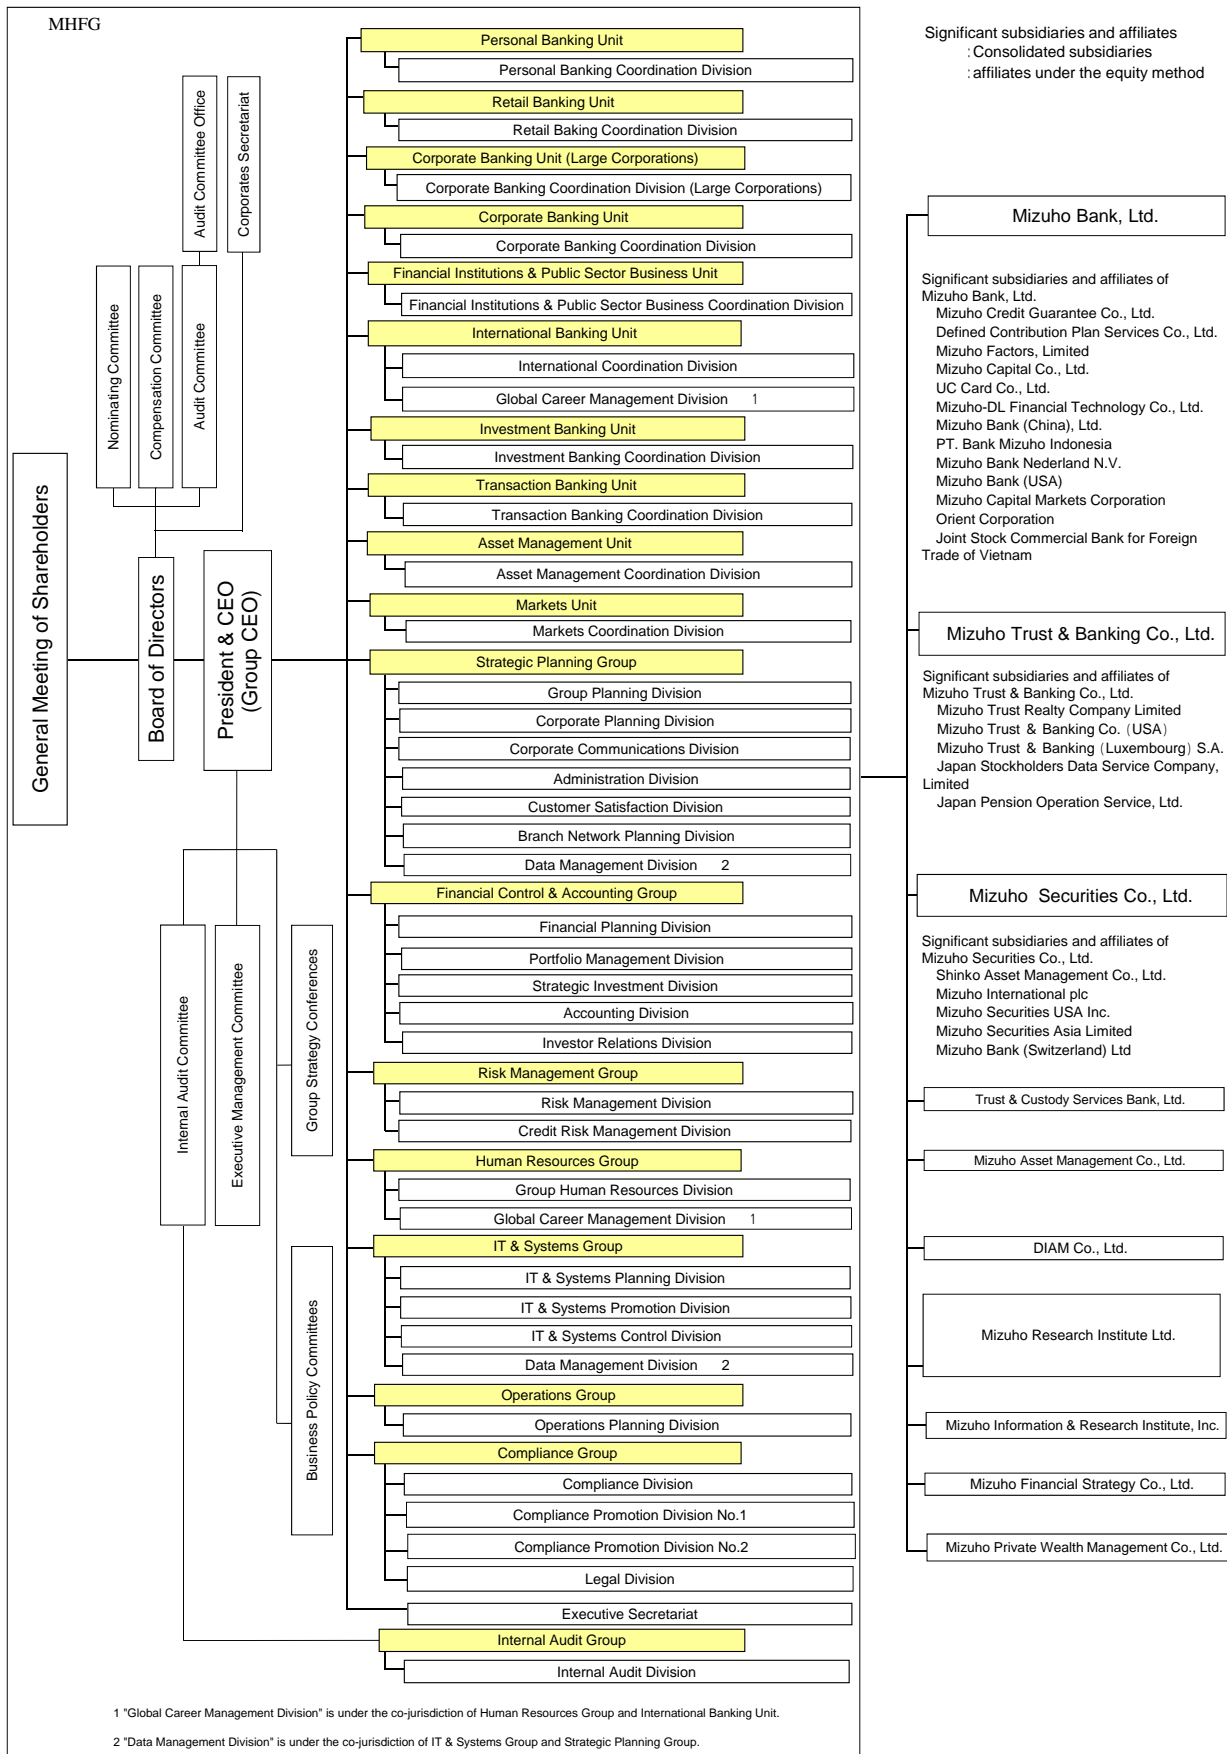 MHFG
General Meeting of Shareholders
Board of Directors
President & CEO
(Group CEO)
Nominating Committee
Compensation Committee
Audit Committee
Audit Committee Office
Corporates Secretariat
Internal Audit Committee
Executive Management Committee
Group Strategy Conferences
Business Policy Committees
Personal Banking Unit
Personal Banking Coordination Division
Retail Banking Unit
Retail Baking Coordination Division
Corporate Banking Unit (Large Corporations)
Corporate Banking Coordination Division (Large Corporations)
Corporate Banking Unit
Corporate Banking Coordination Division
Financial Institutions & Public Sector Business Unit
Financial Institutions & Public Sector Business Coordination Division
International Banking Unit
International Coordination Division
Global Career Management Division 1
Investment Banking Unit
Investment Banking Coordination Division
Transaction Banking Unit
Transaction Banking Coordination Division
Asset Management Unit
Asset Management Coordination Division
Markets Unit
Markets Coordination Division
Strategic Planning Group
Group Planning Division
Corporate Planning Division
Corporate Communications Division
Administration Division
Customer Satisfaction Division
Branch Network Planning Division
Data Management Division 2
Financial Control & Accounting Group
Financial Planning Division
Portfolio Management Division
Strategic Investment Division
Accounting Division
Investor Relations Division
Risk Management Group
Risk Management Division
Credit Risk Management Division
Human Resources Group
Group Human Resources Division
Global Career Management Division 1
IT & Systems Group
IT & Systems Planning Division
IT & Systems Promotion Division
IT & Systems Control Division
Data Management Division 2
Operations Group
Operations Planning Division
Compliance Group
Compliance Division
Compliance Promotion Division No.1
Compliance Promotion Division No.2
Legal Division
Executive Secretariat
Internal Audit Group
Internal Audit Division
1 "Global Career Management Division" is under the co-jurisdiction of Human Resources Group and International Banking Unit.
2 "Data Management Division" is under the co-jurisdiction of IT & Systems Group and Strategic Planning Group.
Significant subsidiaries and affiliates
: Consolidated subsidiaries
: affiliates under the equity method
Mizuho Bank, Ltd.
Significant subsidiaries and affiliates of
Mizuho Bank, Ltd.
Mizuho Credit Guarantee Co., Ltd.
Defined Contribution Plan Services Co., Ltd.
Mizuho Factors, Limited
Mizuho Capital Co., Ltd.
UC Card Co., Ltd.
Mizuho-DL Financial Technology Co., Ltd.
Mizuho Bank (China), Ltd.
PT. Bank Mizuho Indonesia
Mizuho Bank Nederland N.V.
Mizuho Bank (USA)
Mizuho Capital Markets Corporation
Orient Corporation
Joint Stock Commercial Bank for Foreign
Trade of Vietnam
Mizuho Trust & Banking Co., Ltd.
Significant subsidiaries and affiliates of
Mizuho Trust & Banking Co., Ltd.
Mizuho Trust Realty Company Limited
Mizuho Trust & Banking Co. (USA)
Mizuho Trust & Banking (Luxembourg) S.A.
Japan Stockholders Data Service Company,
Limited
Japan Pension Operation Service, Ltd.
Mizuho Securities Co., Ltd.
Significant subsidiaries and affiliates of
Mizuho Securities Co., Ltd.
Shinko Asset Management Co., Ltd.
Mizuho International plc
Mizuho Securities USA Inc.
Mizuho Securities Asia Limited
Mizuho Bank (Switzerland) Ltd
Trust & Custody Services Bank, Ltd.
Mizuho Asset Management Co., Ltd.
DIAM Co., Ltd.
Mizuho Research Institute Ltd.
Mizuho Information & Research Institute, Inc.
Mizuho Financial Strategy Co., Ltd.
Mizuho Private Wealth Management Co., Ltd.